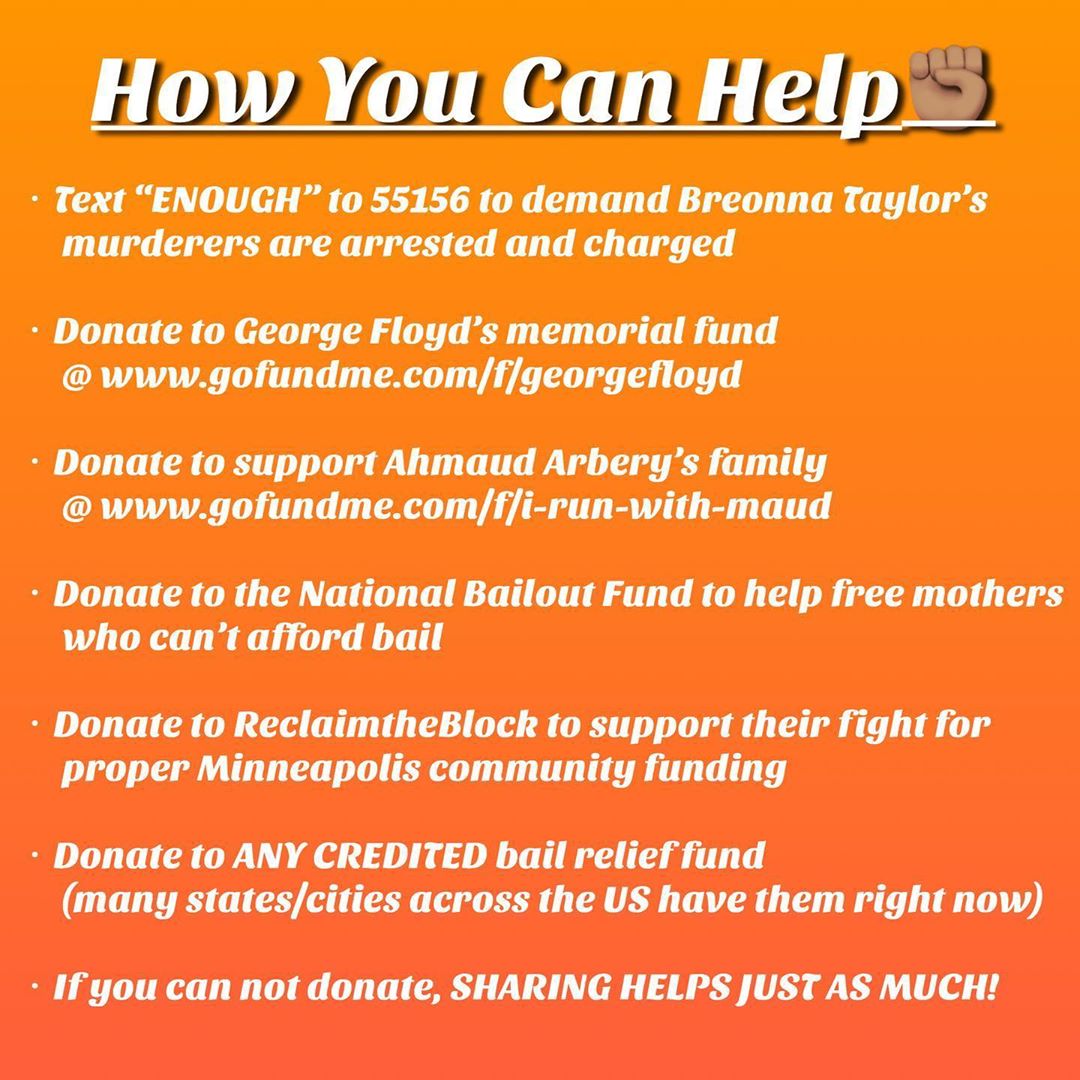 How You Can Help✊🏽
· Text “ENOUGH” to 55156 to demand Breonna Taylor’s
murderers are arrested and charged
· Donate to George Floyd’s memorial fund
@ www.gofundme.com/f/georgefloyd
· Donate to support Ahmaud Arbery’s family
@ www.gofundme.com/f/i-run-with-maud
· Donate to the National Bailout Fund to help free mothers
who can’t afford bail
· Donate to ReclaimtheBlock to support their fight for
proper Minneapolis community funding
· Donate to ANY CREDITED bail relief fund
(many states/cities across the US have them right now)
· If you can not donate, SHARING HELPS JUST AS MUCH!